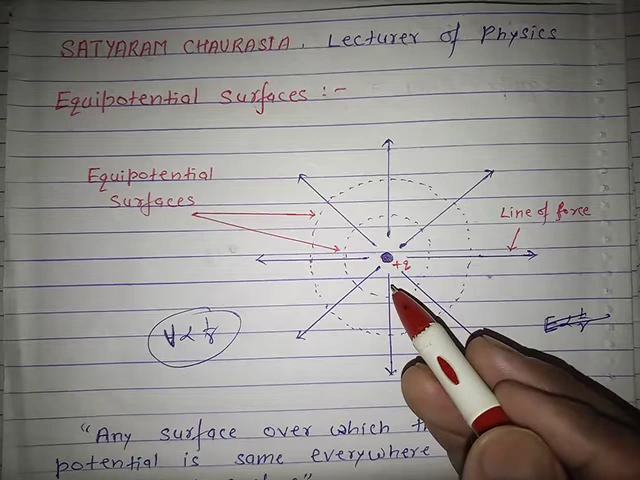 SATYARAM CHAURASIA. Lecturer of Physics
Equipotential Surfaces :-
Equipotential
Surfaces
Line of force
+q
V ∝ 1/r
"Any surface over which
potential is same everywhere